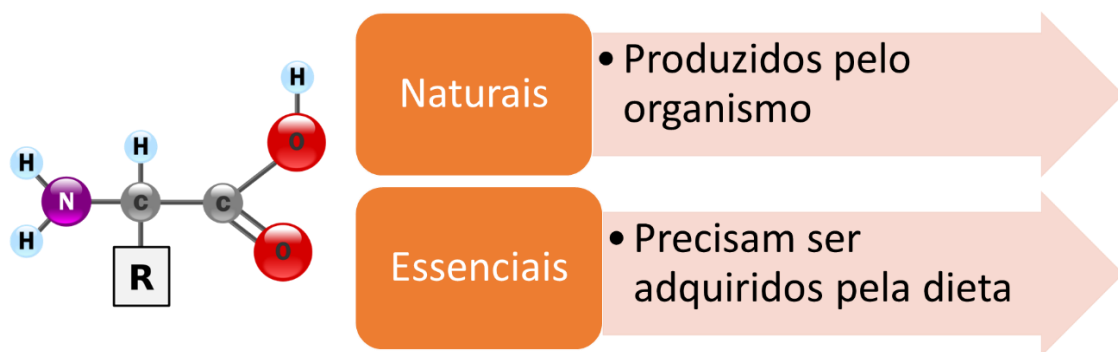 H
O
H
H
N
C
C
H
O
R
Naturais
• Produzidos pelo
organismo
Essenciais
• Precisam ser
adquiridos pela dieta